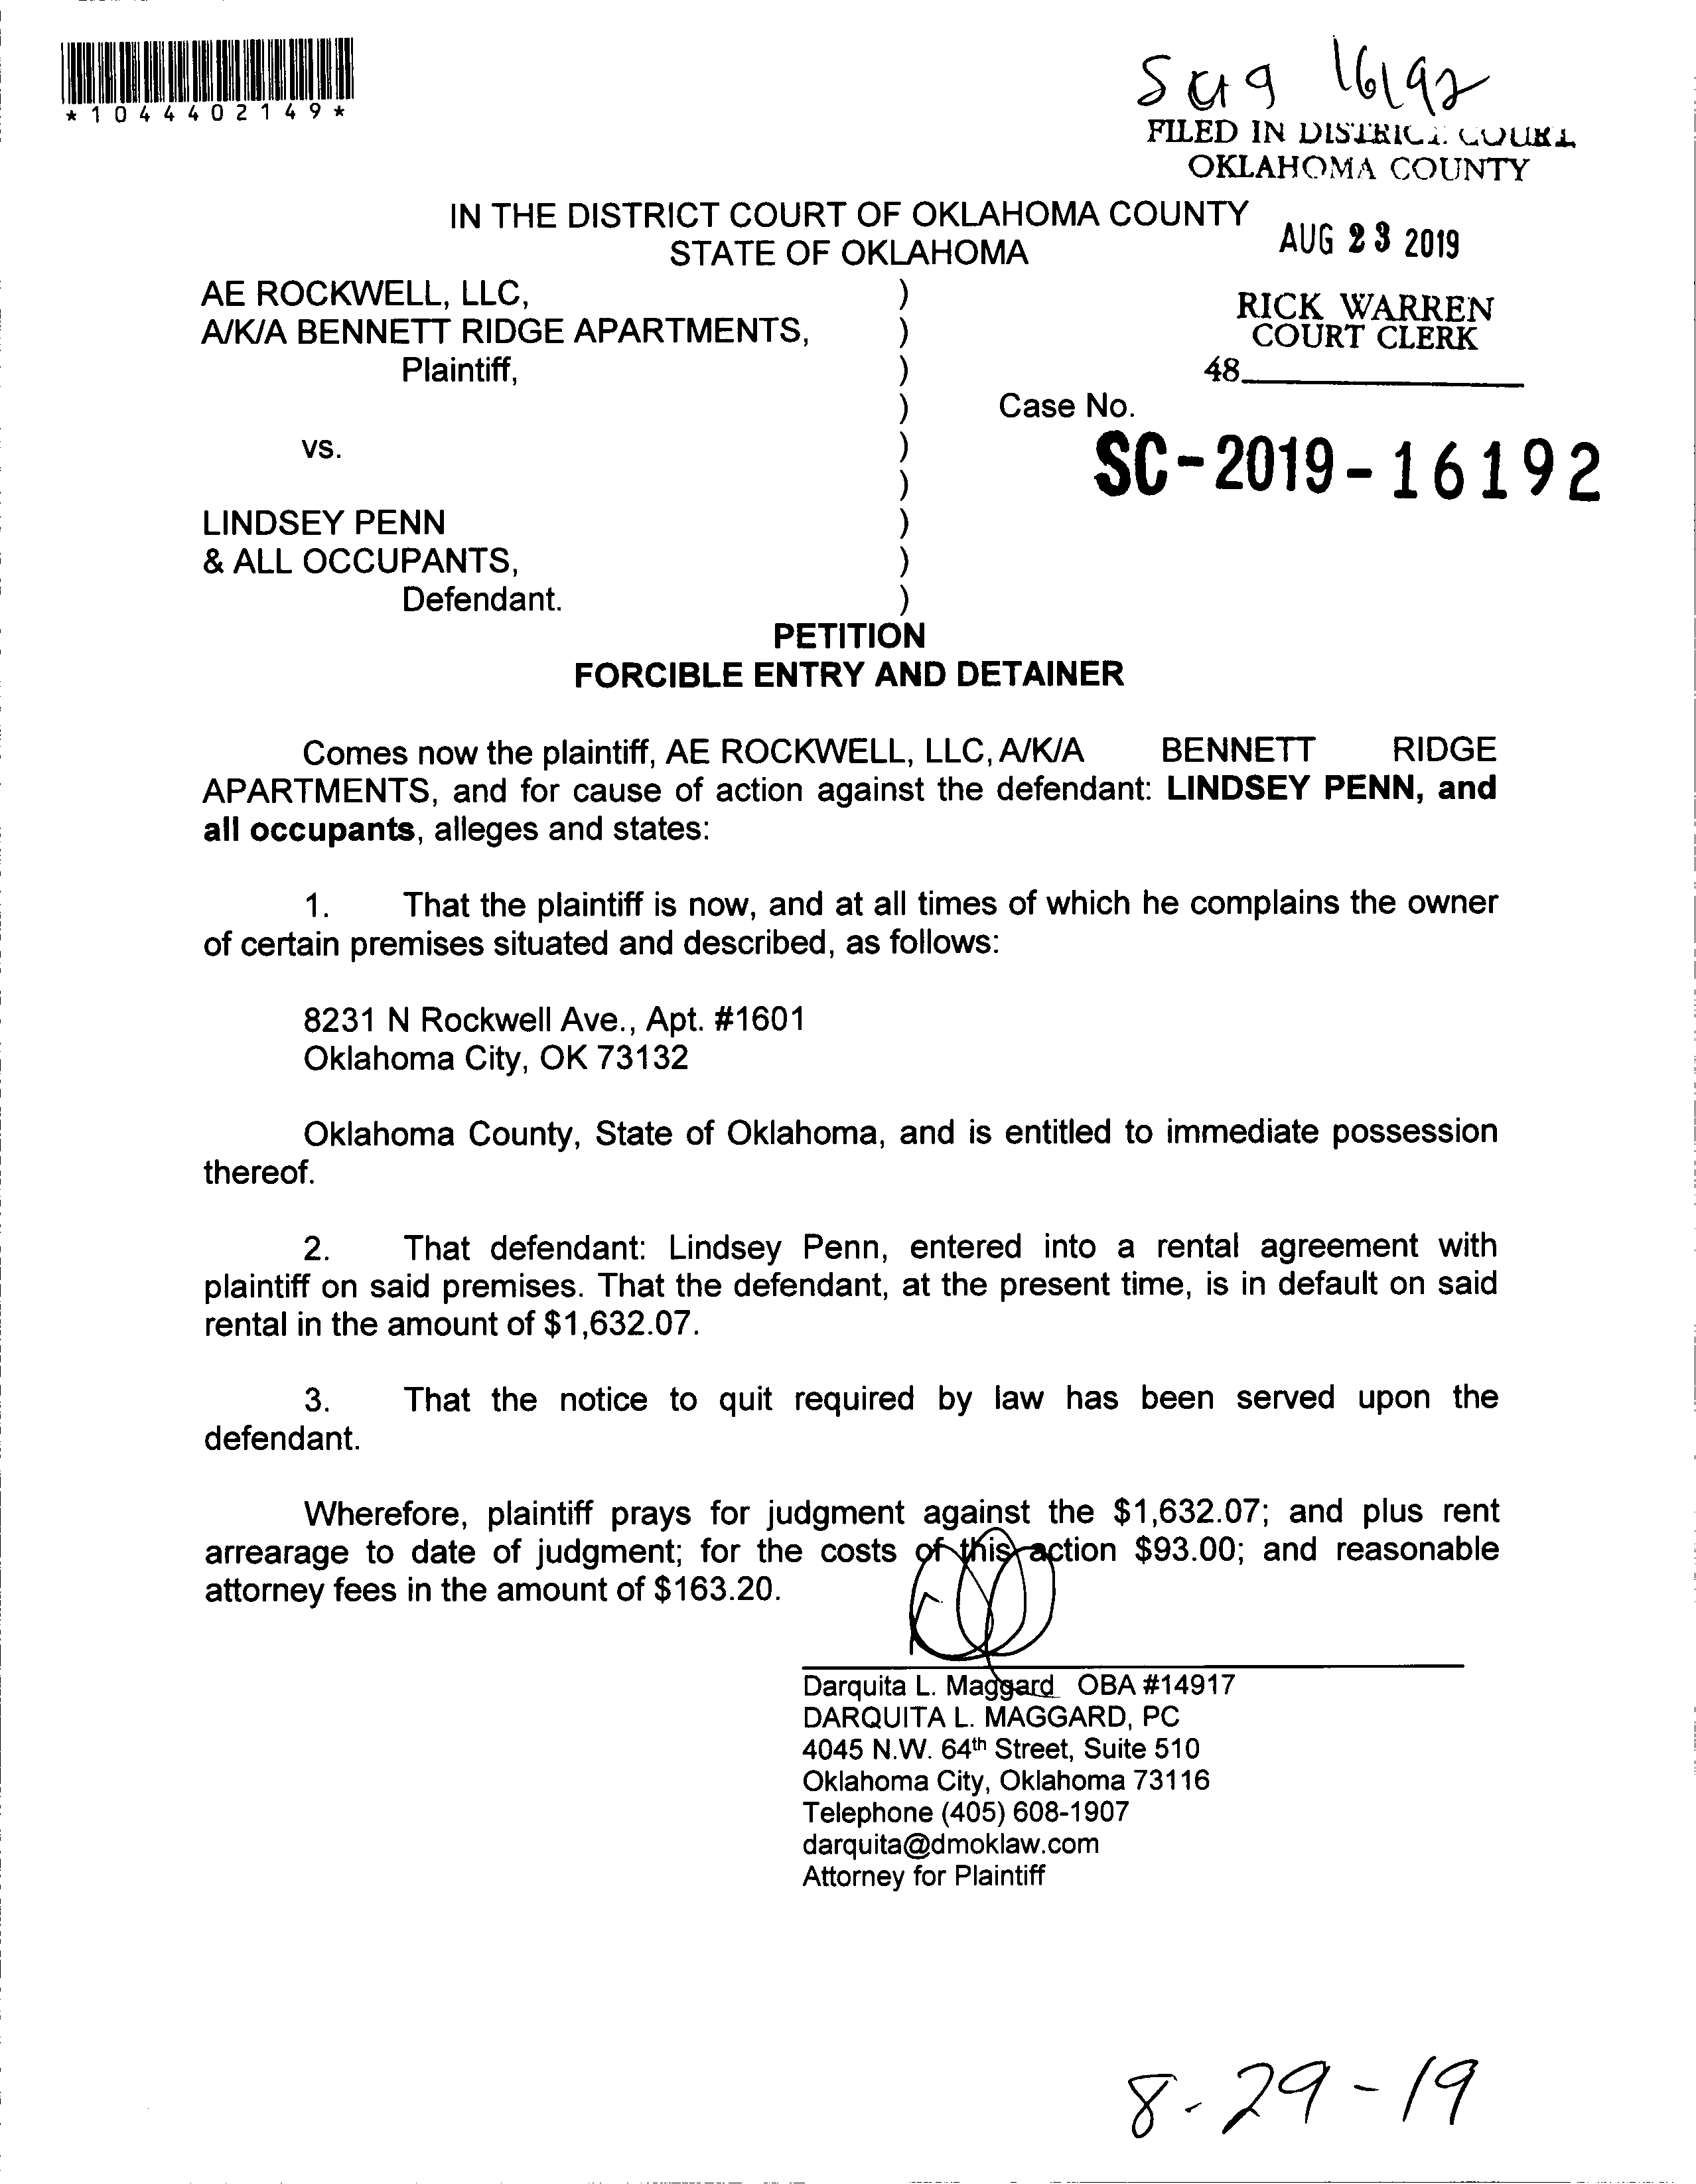 *1044402149*
SC19 16192
FILED IN DISTRICT COURT
OKLAHOMA COUNTY
IN THE DISTRICT COURT OF OKLAHOMA COUNTY
STATE OF OKLAHOMA
AUG 23 2019
AE ROCKWELL, LLC, )
A/K/A BENNETT RIDGE APARTMENTS, )
Plaintiff, )
RICK WARREN
COURT CLERK
48
) Case No.
vs. )
SC-2019-16192
)
LINDSEY PENN )
& ALL OCCUPANTS, )
Defendant. )
PETITION
FORCIBLE ENTRY AND DETAINER
Comes now the plaintiff, AE ROCKWELL, LLC, A/K/A BENNETT RIDGE
APARTMENTS, and for cause of action against the defendant: LINDSEY PENN, and
all occupants, alleges and states:
1. That the plaintiff is now, and at all times of which he complains the owner
of certain premises situated and described, as follows:
8231 N Rockwell Ave., Apt. #1601
Oklahoma City, OK 73132
Oklahoma County, State of Oklahoma, and is entitled to immediate possession
thereof.
2. That defendant: Lindsey Penn, entered into a rental agreement with
plaintiff on said premises. That the defendant, at the present time, is in default on said
rental in the amount of $1,632.07.
3. That the notice to quit required by law has been served upon the
defendant.
Wherefore, plaintiff prays for judgment against the $1,632.07; and plus rent
arrearage to date of judgment; for the costs of this action $93.00; and reasonable
attorney fees in the amount of $163.20.
Darquita L. Maggard OBA #14917
DARQUITA L. MAGGARD, PC
4045 N.W. 64th Street, Suite 510
Oklahoma City, Oklahoma 73116
Telephone (405) 608-1907
darquita@dmoklaw.com
Attorney for Plaintiff
8-29-19